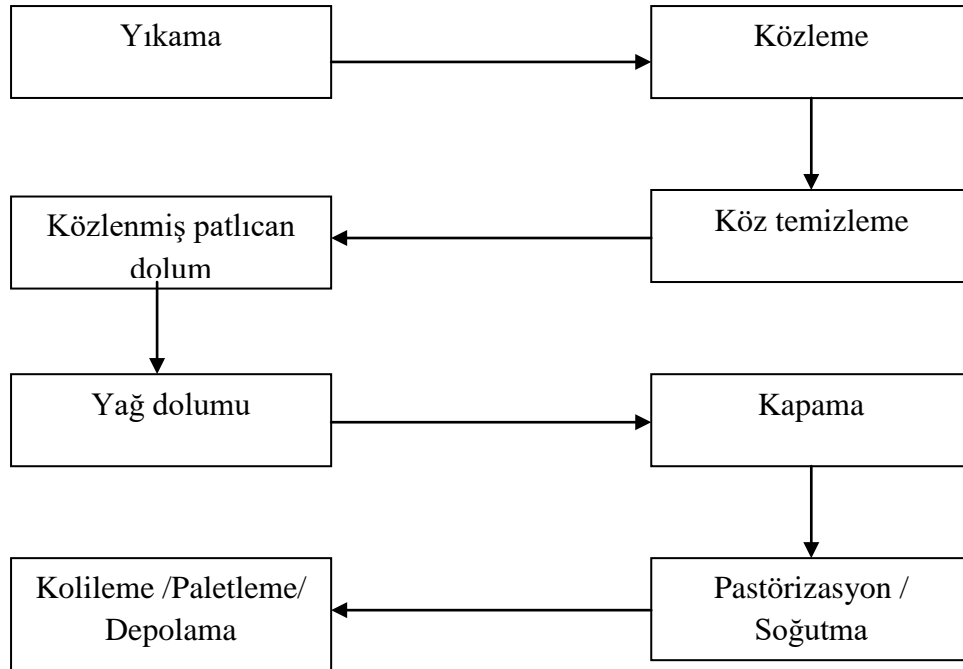 Yıkama
Közleme
Köz temizleme
Közlenmiş patlıcan
dolum
Yağ dolumu
Kapama
Pastörizasyon /
Soğutma
Kolileme /Paletleme/
Depolama